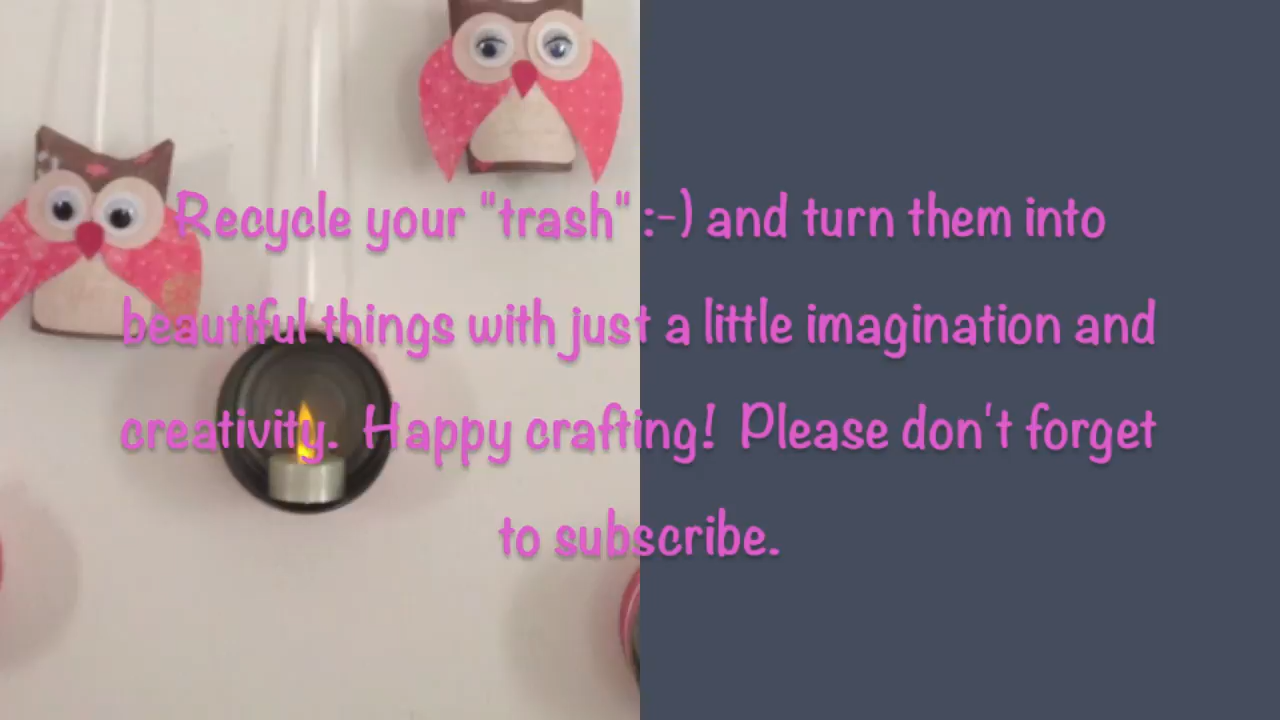 Recycle your "trash" :-) and turn them into
beautiful things with just a little imagination and
creativity.  Happy crafting!  Please don't forget
to subscribe.